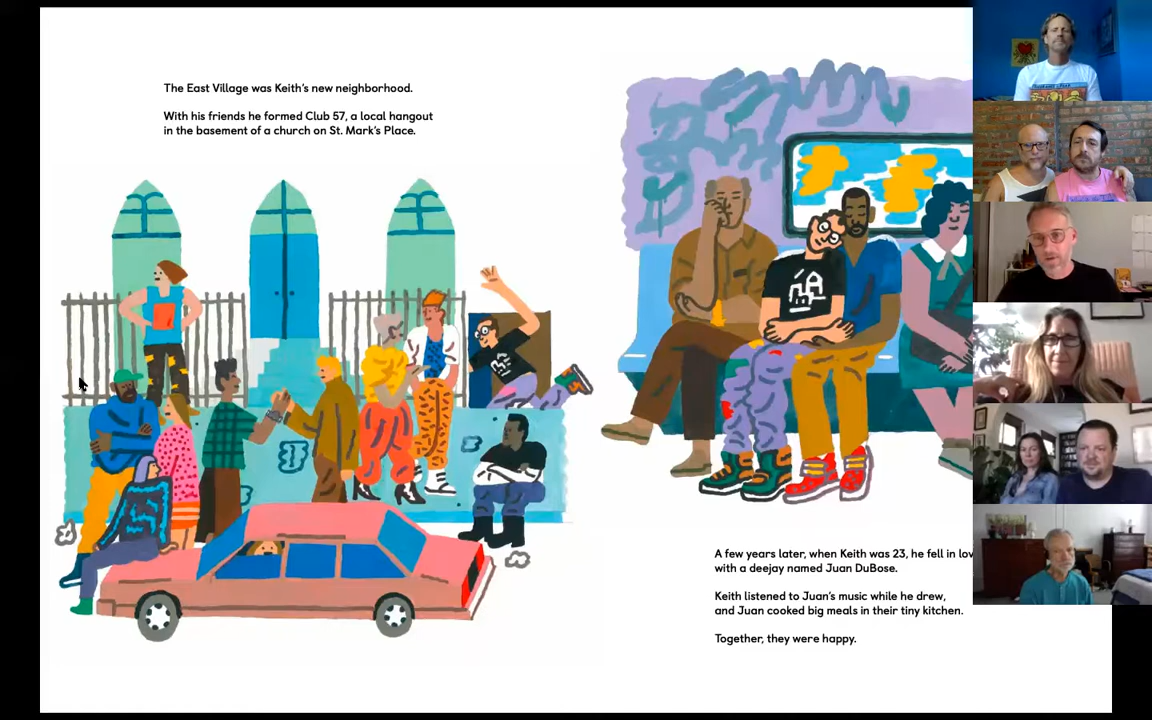 The East Village was Keith's new neighborhood.
With his friends he formed Club 57, a local hangout
in the basement of a church on St. Mark's Place.
A few years later, when Keith was 23, he fell in lov
with a deejay named Juan DuBose.
Keith listened to Juan's music while he drew,
and Juan cooked big meals in their tiny kitchen.
Together, they were happy.